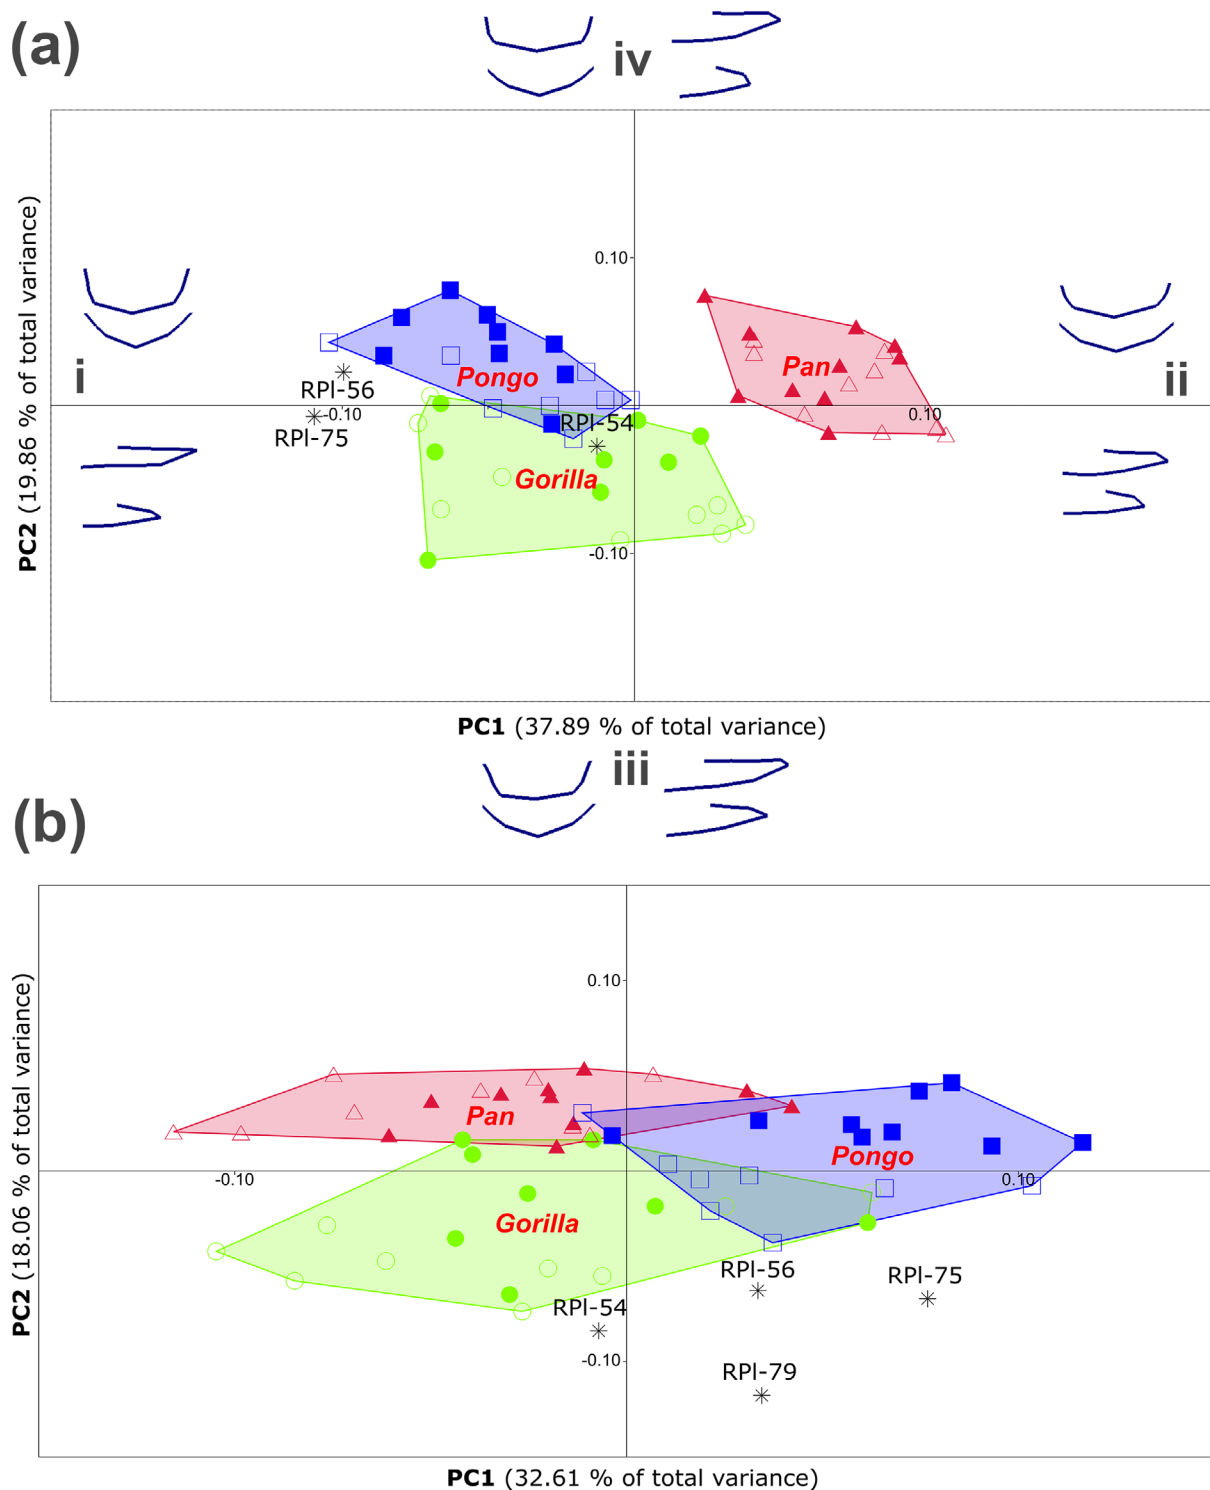 (a)
iv
PC2 (19.86 % of total variance)
0.10
Pongo
Pan
i
ii
RPI-56
-0.10
0.10
RPI-75
RPI-54
Gorilla
-0.10
PC1 (37.89 % of total variance)
iii
(b)
PC2 (18.06 % of total variance)
0.10
Pan
Pongo
-0.10
0.10
Gorilla
RPI-56
RPI-75
RPI-54
-0.10
RPI-79
PC1 (32.61 % of total variance)